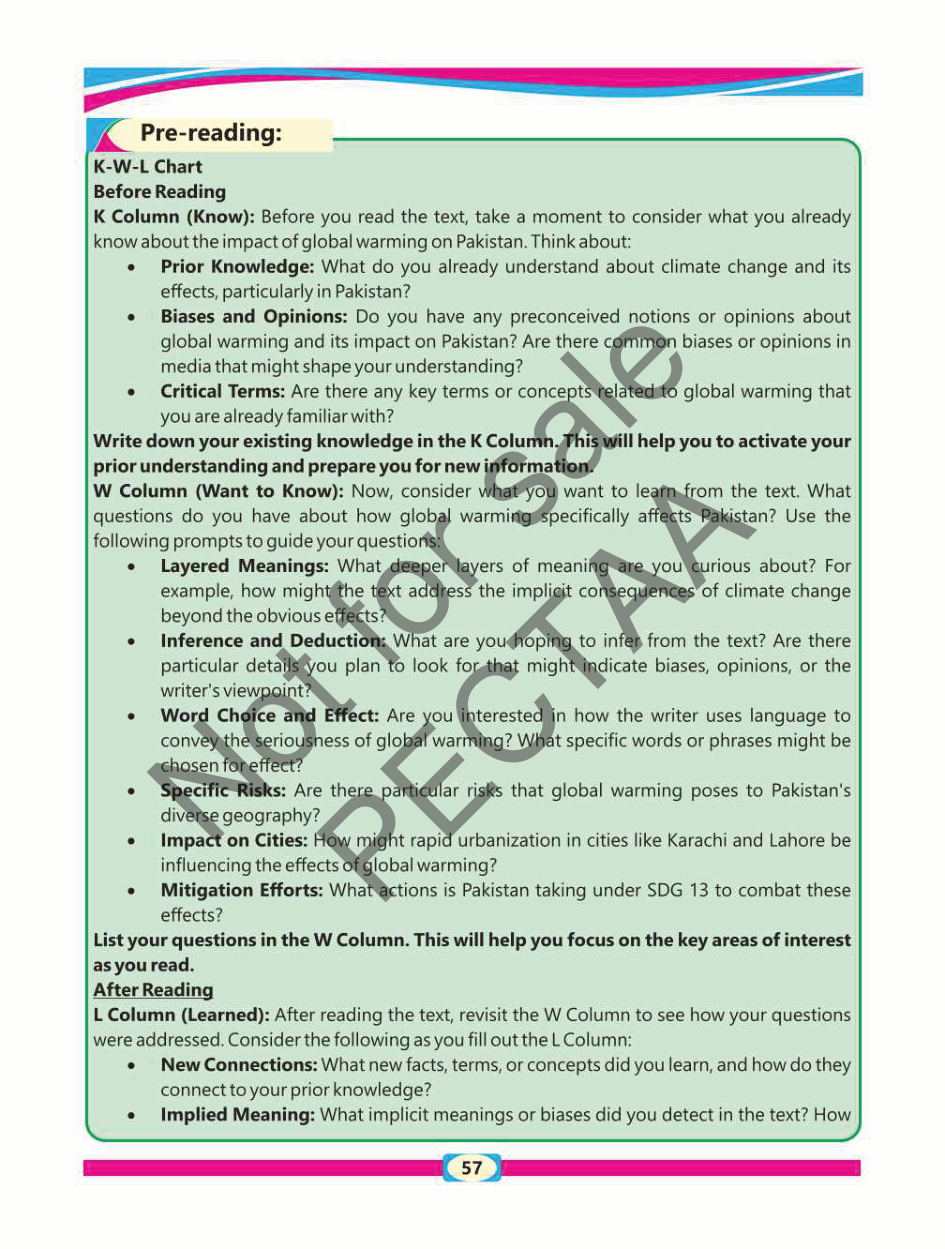 Pre-reading:
K-W-L Chart
Before Reading
K Column (Know): Before you read the text, take a moment to consider what you already
know about the impact of global warming on Pakistan. Think about:
• Prior Knowledge: What do you already understand about climate change and its
effects, particularly in Pakistan?
• Biases and Opinions: Do you have any preconceived notions or opinions about
global warming and its impact on Pakistan? Are there common biases or opinions in
media that might shape your understanding?
• Critical Terms: Are there any key terms or concepts related to global warming that
you are already familiar with?
Write down your existing knowledge in the K Column. This will help you to activate your
prior understanding and prepare you for new information.
W Column (Want to Know): Now, consider what you want to learn from the text. What
questions do you have about how global warming specifically affects Pakistan? Use the
following prompts to guide your questions:
• Layered Meanings: What deeper layers of meaning are you curious about? For
example, how might the text address the implicit consequences of climate change
beyond the obvious effects?
• Inference and Deduction: What are you hoping to infer from the text? Are there
particular details you plan to look for that might indicate biases, opinions, or the
writer's viewpoint?
• Word Choice and Effect: Are you interested in how the writer uses language to
convey the seriousness of global warming? What specific words or phrases might be
chosen for effect?
• Specific Risks: Are there particular risks that global warming poses to Pakistan's
diverse geography?
• Impact on Cities: How might rapid urbanization in cities like Karachi and Lahore be
influencing the effects of global warming?
• Mitigation Efforts: What actions is Pakistan taking under SDG 13 to combat these
effects?
List your questions in the W Column. This will help you focus on the key areas of interest
as you read.
After Reading
L Column (Learned): After reading the text, revisit the W Column to see how your questions
were addressed. Consider the following as you fill out the L Column:
• New Connections: What new facts, terms, or concepts did you learn, and how do they
connect to your prior knowledge?
• Implied Meaning: What implicit meanings or biases did you detect in the text? How
57
Not for sale
PECTAA